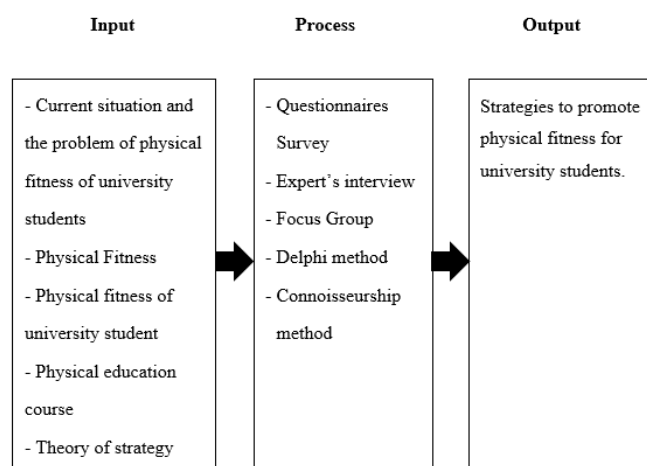 Input
Process
Output
- Current situation and
the problem of physical
fitness of university
students
- Physical Fitness
- Physical fitness of
university student
- Physical education
course
- Theory of strategy
- Questionnaires
Survey
- Expert’s interview
- Focus Group
- Delphi method
- Connoisseurship
method
Strategies to promote
physical fitness for
university students.